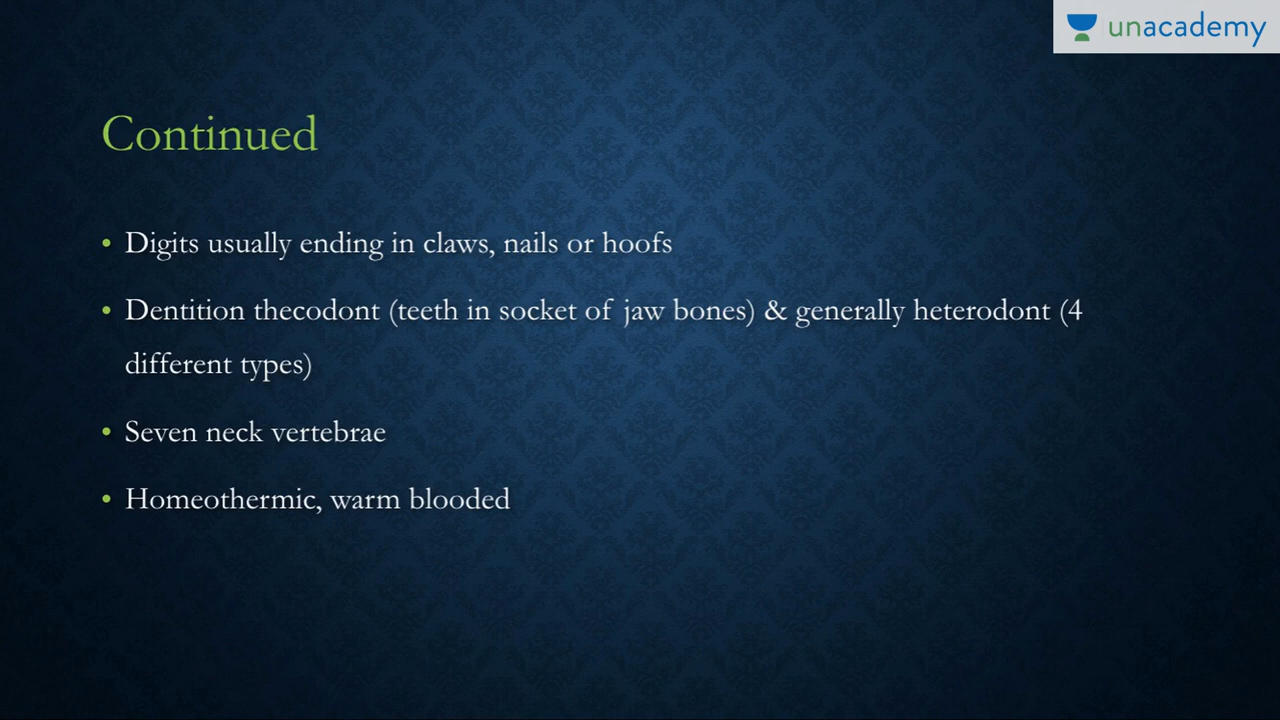 unacademy
Continued
• Digits usually ending in claws, nails or hoofs
• Dentition thecodont (teeth in socket of jaw bones) & generally heterodont (4
different types)
• Seven neck vertebrae
• Homeothermic, warm blooded